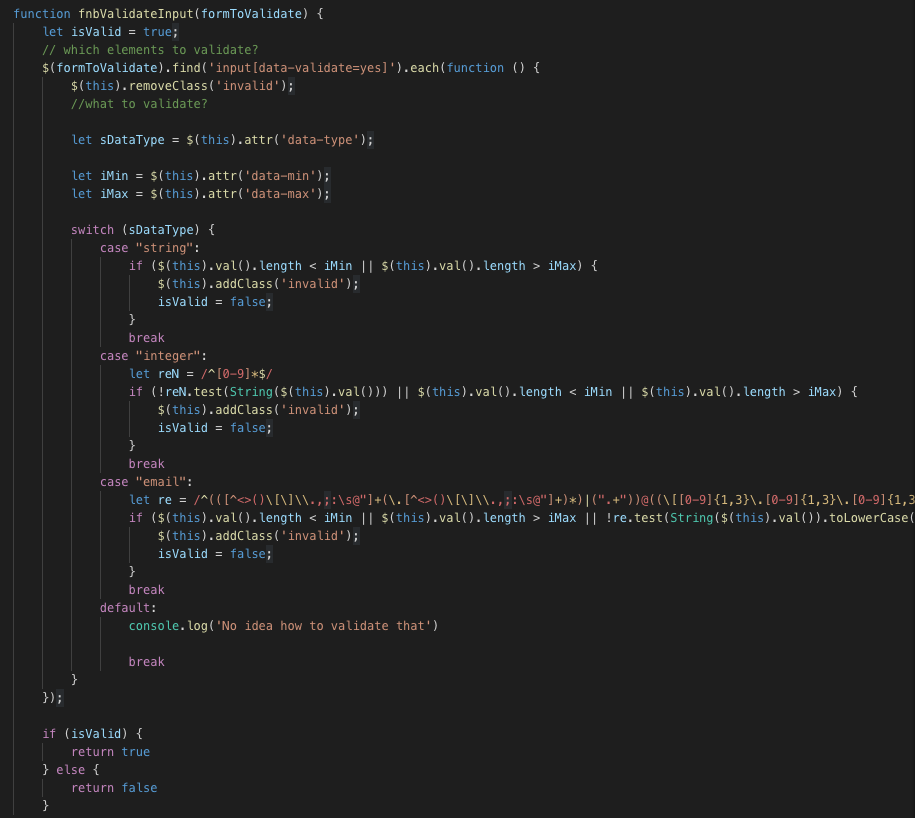 function fnbValidateInput(formToValidate) {
    let isValid = true;
    // which elements to validate?
    $(formToValidate).find('input[data-validate=yes]').each(function () {
        $(this).removeClass('invalid');
        //what to validate?

        let sDataType = $(this).attr('data-type');

        let iMin = $(this).attr('data-min');
        let iMax = $(this).attr('data-max');

        switch (sDataType) {
            case "string":
                if ($(this).val().length < iMin || $(this).val().length > iMax) {
                    $(this).addClass('invalid');
                    isValid = false;
                }
                break
            case "integer":
                let reN = /^[0-9]*$/
                if (!reN.test(String($(this).val())) || $(this).val().length < iMin || $(this).val().length > iMax) {
                    $(this).addClass('invalid');
                    isValid = false;
                }
                break
            case "email":
                let re = /^(([^<>()\[\]\\.,;:\s@"]+(\.[^<>()\[\]\\.,;:\s@"]+)*)|(".+"))@((\[[0-9]{1,3}\.[0-9]{1,3}\.[0-9]{1,3
                if ($(this).val().length < iMin || $(this).val().length > iMax || !re.test(String($(this).val()).toLowerCase(
                    $(this).addClass('invalid');
                    isValid = false;
                }
                break
            default:
                console.log('No idea how to validate that')

                break
        }
    });

    if (isValid) {
        return true
    } else {
        return false
    }